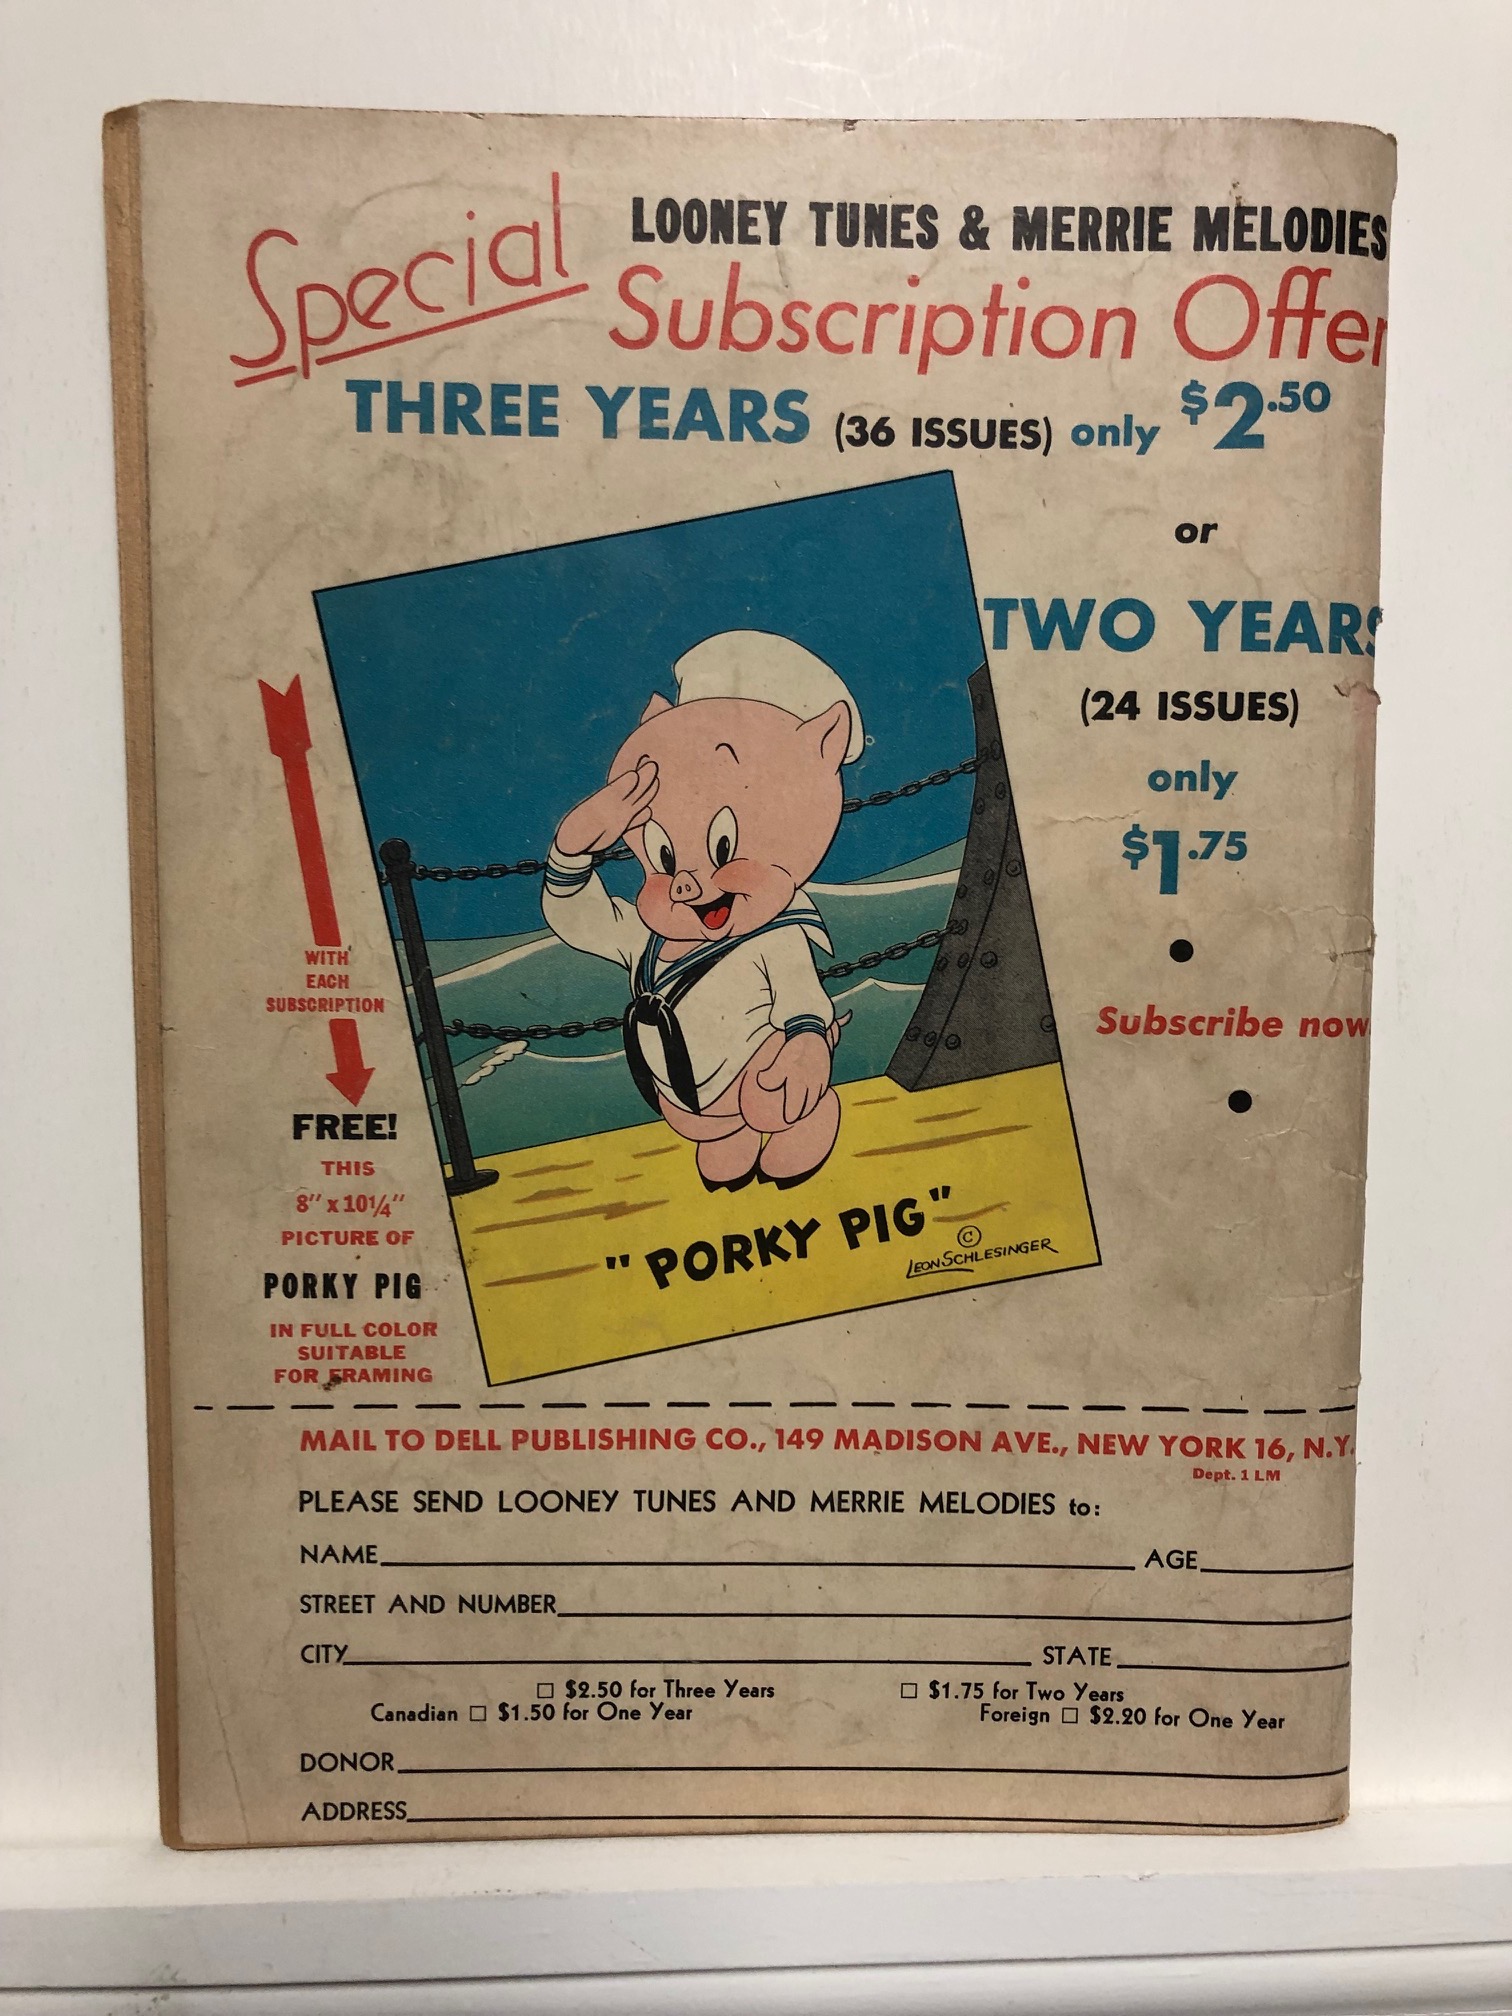 Special
LOONEY TUNES & MERRIE MELODIES
Subscription Offer
THREE YEARS (36 ISSUES) only $2.50
or
TWO YEARS
(24 ISSUES)
only
$1.75
Subscribe now
WITH
EACH
SUBSCRIPTION
FREE!
THIS
8" x 10¼"
PICTURE OF
PORKY PIG
IN FULL COLOR
SUITABLE
FOR FRAMING
"PORKY PIG"
©
LEON SCHLESINGER
MAIL TO DELL PUBLISHING CO., 149 MADISON AVE., NEW YORK 16, N.Y.
Dept. 1 LM
PLEASE SEND LOONEY TUNES AND MERRIE MELODIES to:
NAME AGE
STREET AND NUMBER
CITY STATE
☐ $2.50 for Three Years ☐ $1.75 for Two Years
Canadian ☐ $1.50 for One Year Foreign ☐ $2.20 for One Year
DONOR
ADDRESS